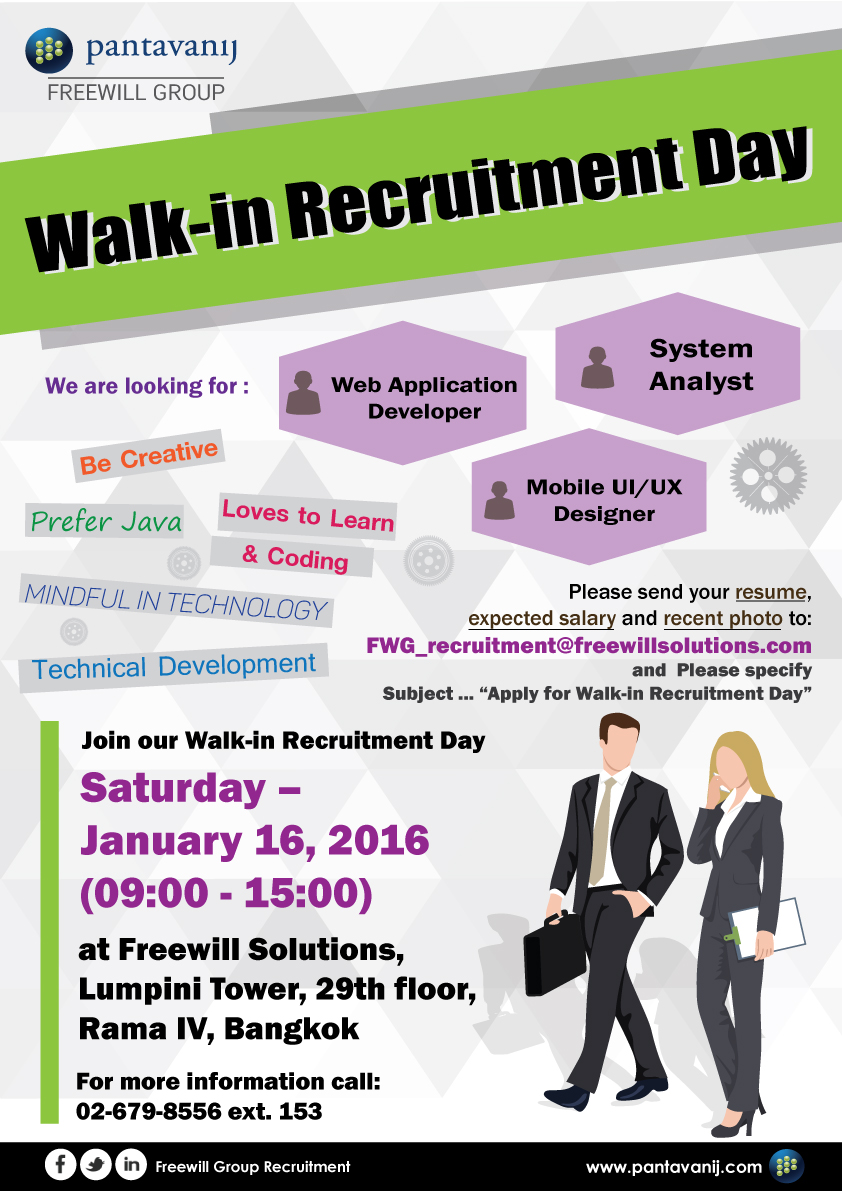 pantavanij
FREEWILL GROUP
Walk-in Recruitment Day
We are looking for :
Web Application
Developer
System
Analyst
Mobile UI/UX
Designer
Be Creative
Prefer Java
Loves to Learn
& Coding
MINDFUL IN TECHNOLOGY
Technical Development
Please send your resume,
expected salary and recent photo to:
FWG_recruitment@freewillsolutions.com
and Please specify
Subject ... “Apply for Walk-in Recruitment Day”
Join our Walk-in Recruitment Day
Saturday –
January 16, 2016
(09:00 - 15:00)
at Freewill Solutions,
Lumpini Tower, 29th floor,
Rama IV, Bangkok
For more information call:
02-679-8556 ext. 153
f in Freewill Group Recruitment
www.pantavanij.com